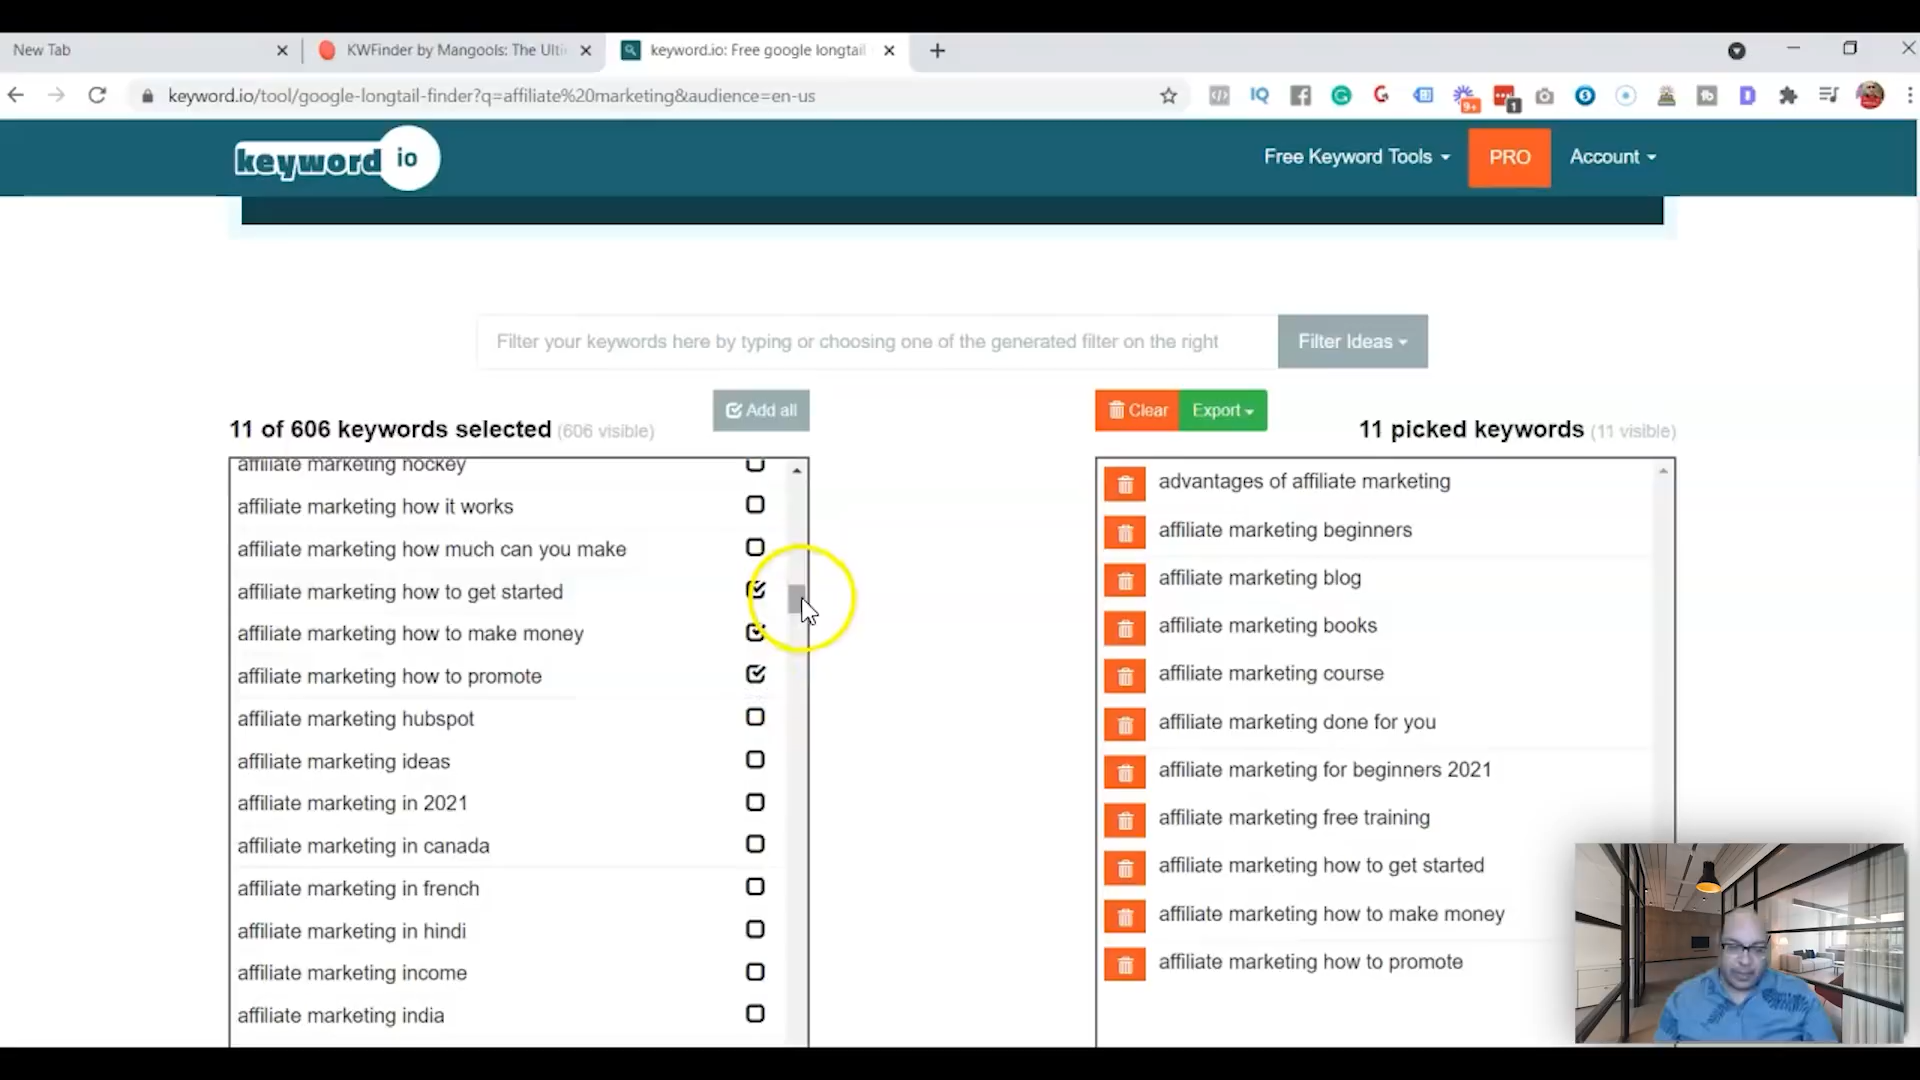 New Tab
KWFinder by Mangools: The Ulti
keyword.io: Free google longtail
keyword.io/tool/google-longtail-finder?q=affiliate%20marketing&audience=en-us
IQ
9+
1
keyword io
Free Keyword Tools
PRO
Account
Filter your keywords here by typing or choosing one of the generated filter on the right
Filter Ideas
11 of 606 keywords selected (606 visible)
Add all
Clear
Export
11 picked keywords (11 visible)
affiliate marketing hockey
affiliate marketing how it works
affiliate marketing how much can you make
affiliate marketing how to get started
affiliate marketing how to make money
affiliate marketing how to promote
affiliate marketing hubspot
affiliate marketing ideas
affiliate marketing in 2021
affiliate marketing in canada
affiliate marketing in french
affiliate marketing in hindi
affiliate marketing income
affiliate marketing india
advantages of affiliate marketing
affiliate marketing beginners
affiliate marketing blog
affiliate marketing books
affiliate marketing course
affiliate marketing done for you
affiliate marketing for beginners 2021
affiliate marketing free training
affiliate marketing how to get started
affiliate marketing how to make money
affiliate marketing how to promote